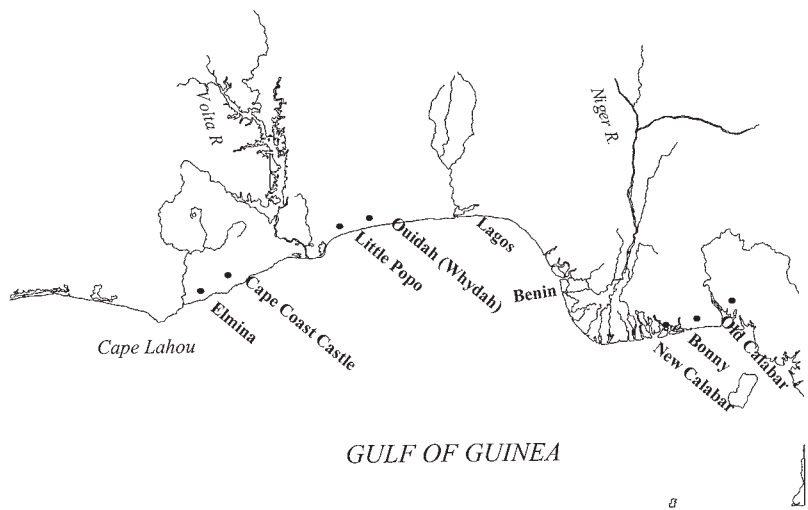 Volta R
Niger R.
Ouidah (Whydah)
Little Popo
Lagos
Benin
Cape Coast Castle
Elmina
Cape Lahou
Old Calabar
Bonny
New Calabar
GULF OF GUINEA